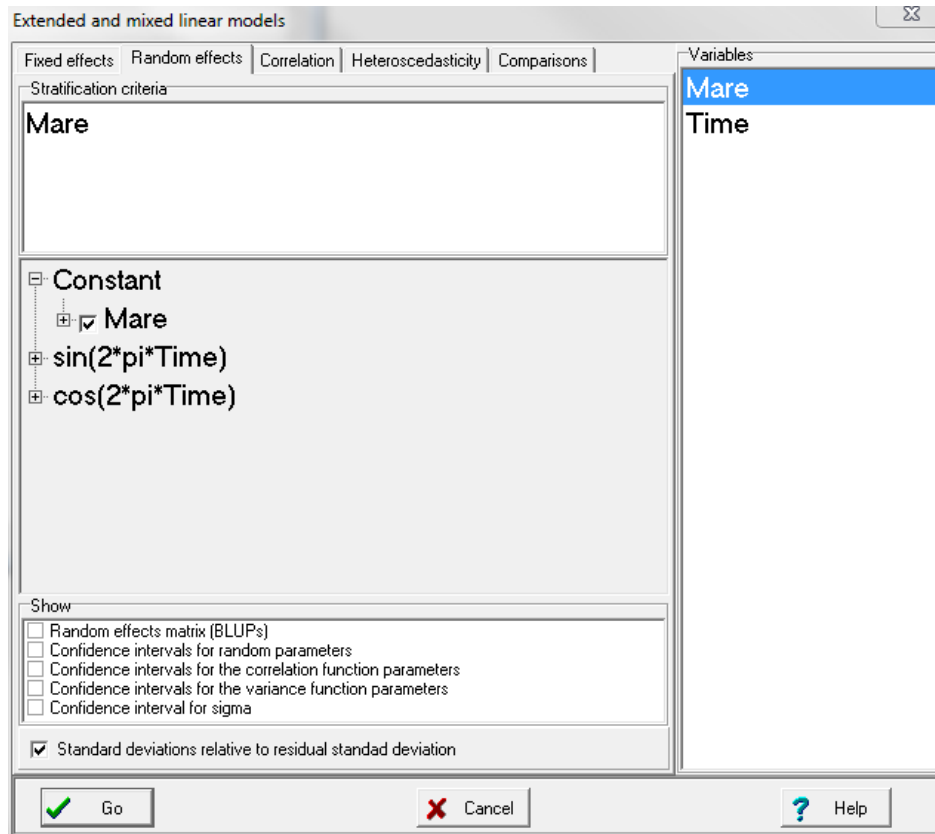 Extended and mixed linear models
Fixed effects Random effects Correlation Heteroscedasticity Comparisons
Stratification criteria
Mare
Constant
Mare
sin(2*pi*Time)
cos(2*pi*Time)
Show
Random effects matrix (BLUPs)
Confidence intervals for random parameters
Confidence intervals for the correlation function parameters
Confidence intervals for the variance function parameters
Confidence interval for sigma
Standard deviations relative to residual standad deviation
Variables
Mare
Time
Go Cancel Help